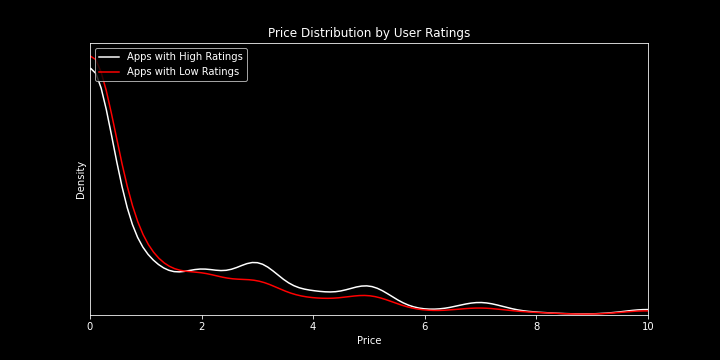 Price Distribution by User Ratings
Apps with High Ratings
Apps with Low Ratings
Density
0 2 4 6 8 10
Price